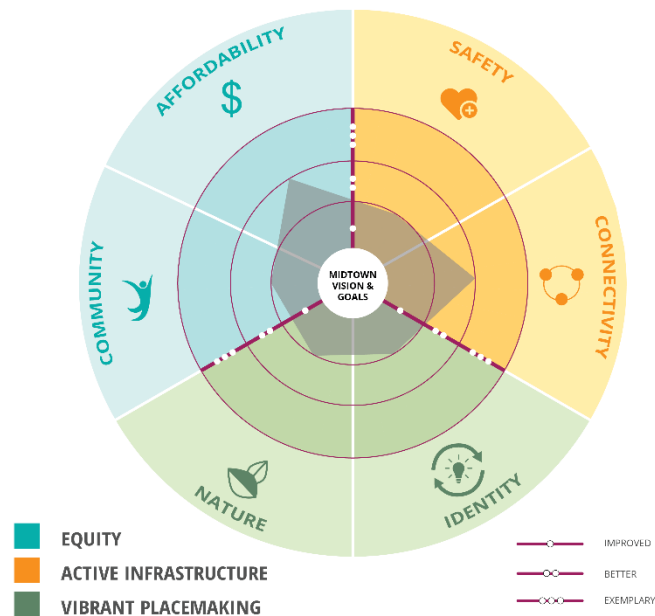 AFFORDABILITY
$
SAFETY
COMMUNITY
CONNECTIVITY
MIDTOWN
VISION &
GOALS
NATURE
IDENTITY
EQUITY
ACTIVE INFRASTRUCTURE
VIBRANT PLACEMAKING
IMPROVED
BETTER
EXEMPLARY